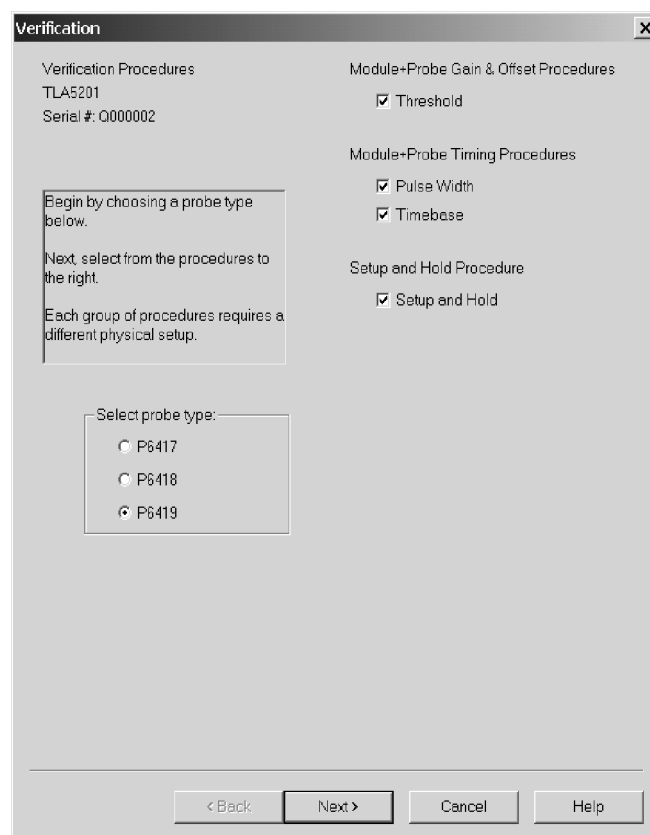 Verification
Verification Procedures
TLA5201
Serial #: Q000002
Begin by choosing a probe type
below.
Next, select from the procedures to
the right.
Each group of procedures requires a
different physical setup.
Select probe type:
P6417
P6418
P6419
Module+Probe Gain & Offset Procedures
Threshold
Module+Probe Timing Procedures
Pulse Width
Timebase
Setup and Hold Procedure
Setup and Hold
< Back
Next >
Cancel
Help